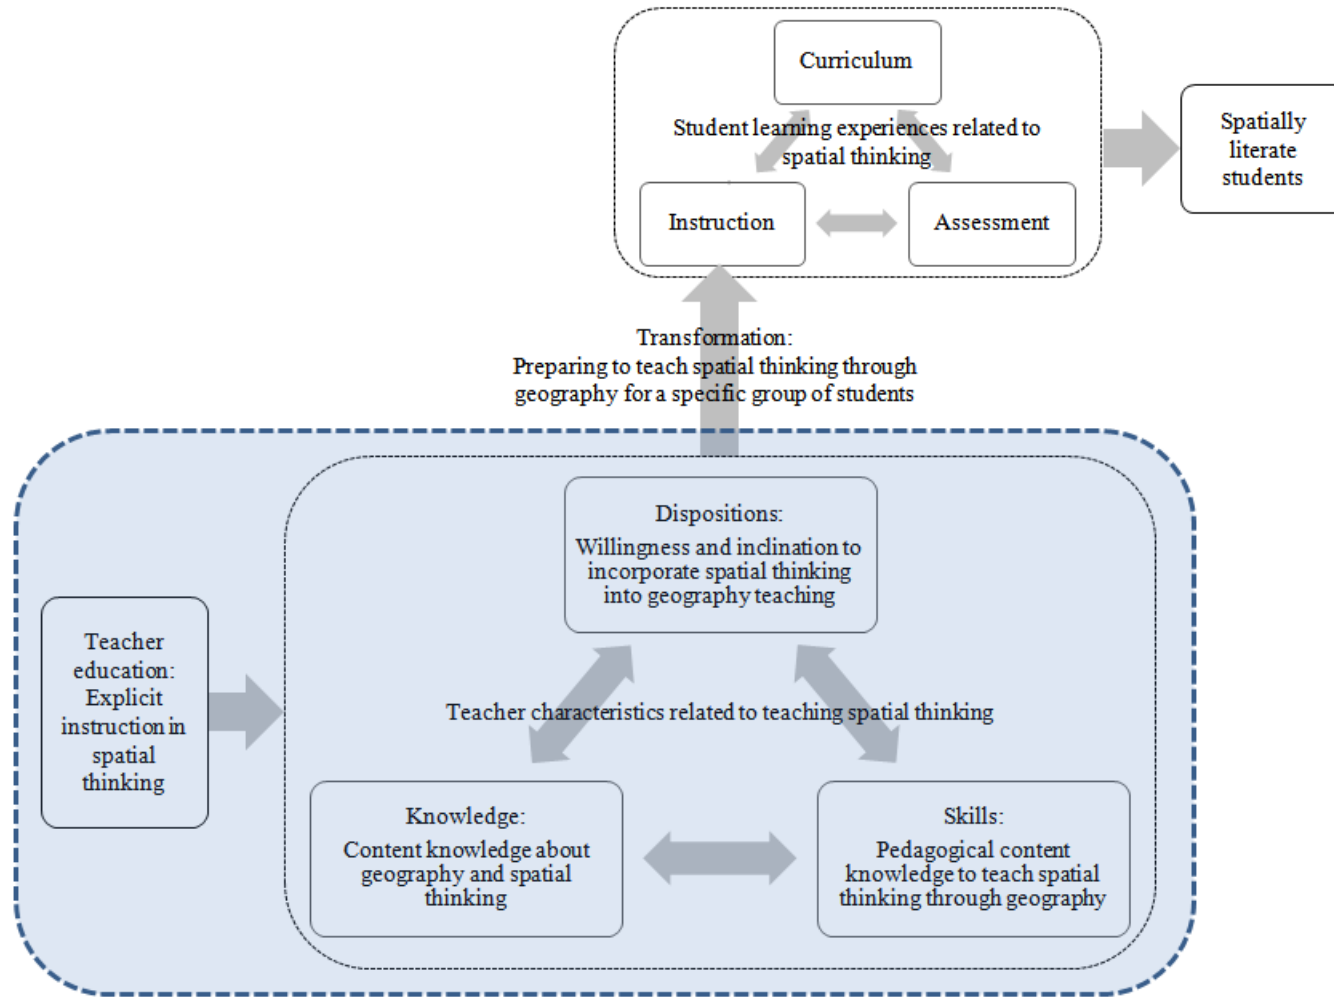 Curriculum
Student learning experiences related to
spatial thinking
Instruction
Assessment
Spatially
literate
students
Transformation:
Preparing to teach spatial thinking through
geography for a specific group of students
Dispositions:
Willingness and inclination to
incorporate spatial thinking
into geography teaching
Teacher
education:
Explicit
instruction in
spatial
thinking
Teacher characteristics related to teaching spatial thinking
Knowledge:
Content knowledge about
geography and spatial
thinking
Skills:
Pedagogical content
knowledge to teach spatial
thinking through geography